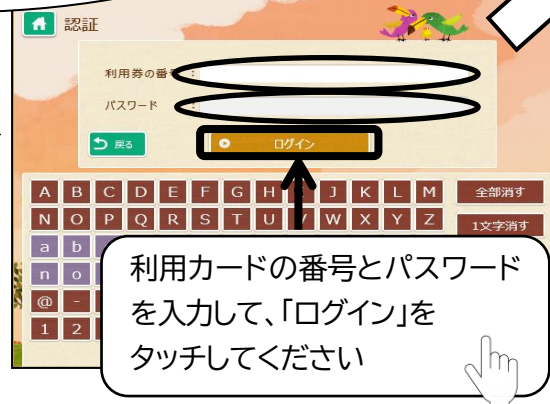 認証
利用券の番号:
パスワード:
戻る ログイン
A B C D E F G H J K L M 全部消す
N O P Q R S T U V W X Y Z 1文字消す
a b
n o
@ -
1 2
利用カードの番号とパスワード
を入力して、「ログイン」を
タッチしてください